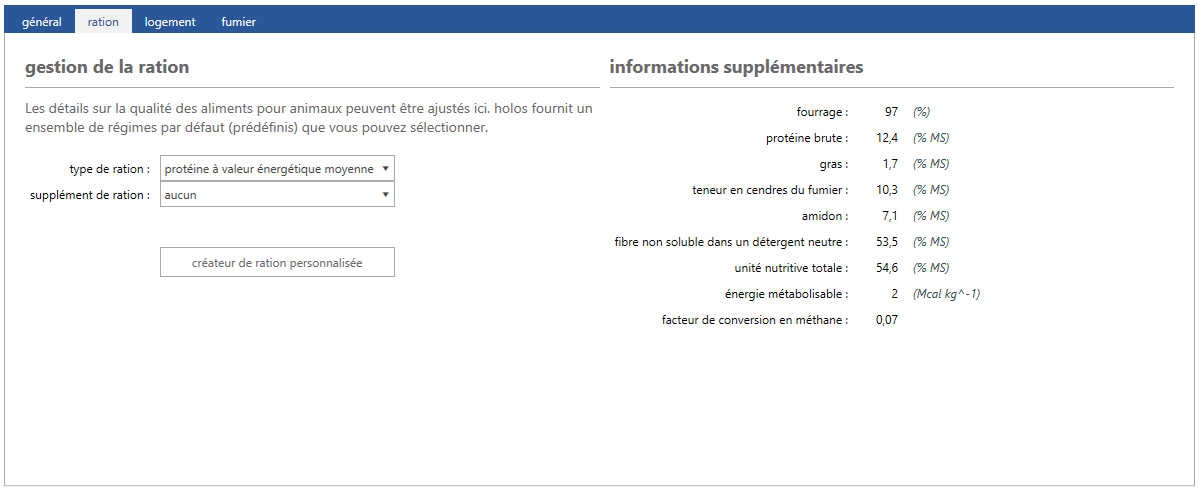 général ration logement fumier
gestion de la ration
Les détails sur la qualité des aliments pour animaux peuvent être ajustés ici. holos fournit un
ensemble de régimes par défaut (prédéfinis) que vous pouvez sélectionner.
type de ration : protéine à valeur énergétique moyenne
supplément de ration : aucun
créateur de ration personnalisée
informations supplémentaires
fourrage : 97 (%)
protéine brute : 12,4 (% MS)
gras : 1,7 (% MS)
teneur en cendres du fumier : 10,3 (% MS)
amidon : 7,1 (% MS)
fibre non soluble dans un détergent neutre : 53,5 (% MS)
unité nutritive totale : 54,6 (% MS)
énergie métabolisable : 2 (Mcal kg^-1)
facteur de conversion en méthane : 0,07